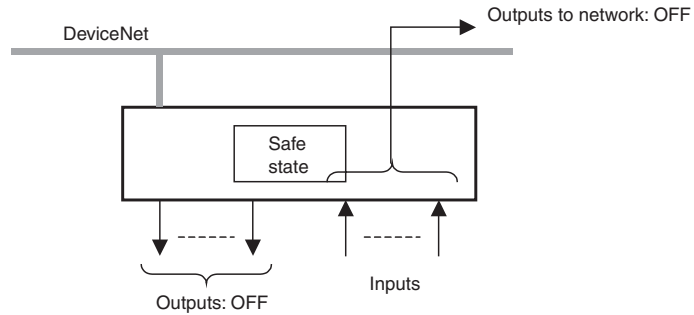 Outputs to network: OFF
DeviceNet
Safe
state
Inputs
Outputs: OFF